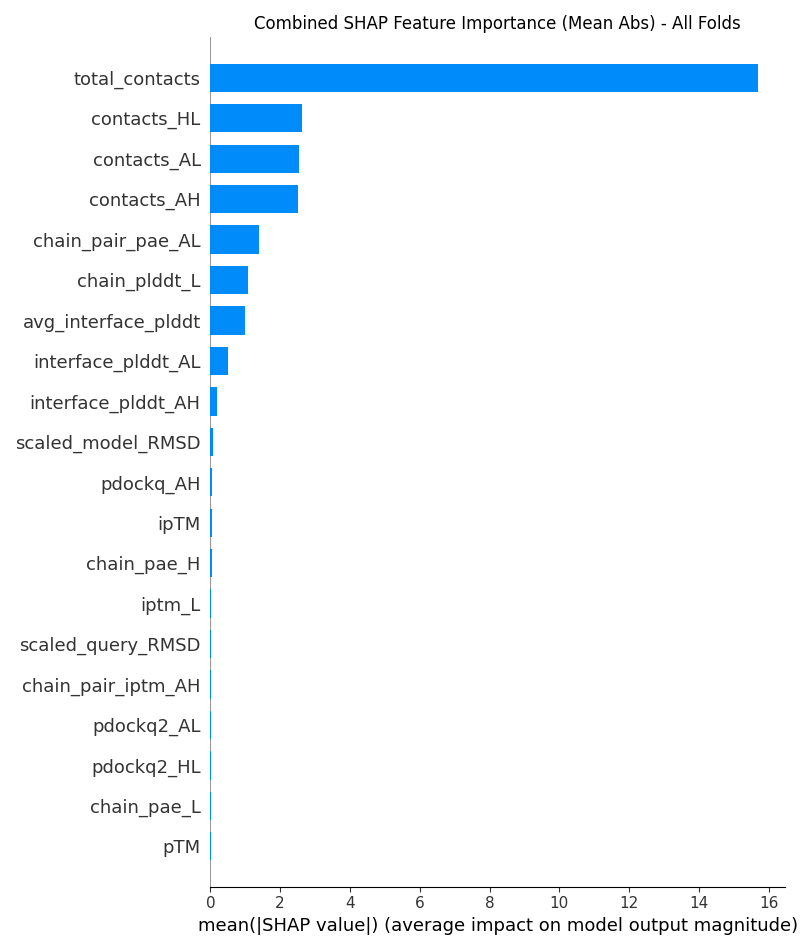 Combined SHAP Feature Importance (Mean Abs) - All Folds
total_contacts
contacts_HL
contacts_AL
contacts_AH
chain_pair_pae_AL
chain_plddt_L
avg_interface_plddt
interface_plddt_AL
interface_plddt_AH
scaled_model_RMSD
pdockq_AH
ipTM
chain_pae_H
iptm_L
scaled_query_RMSD
chain_pair_iptm_AH
pdockq2_AL
pdockq2_HL
chain_pae_L
pTM
0 2 4 6 8 10 12 14 16
mean(|SHAP value|) (average impact on model output magnitude)